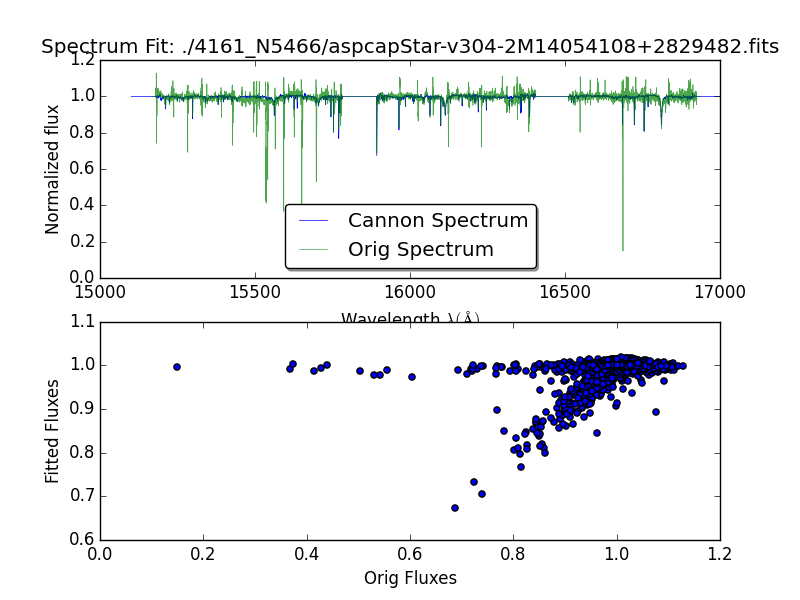 Spectrum Fit: ./4161_N5466/aspcapStar-v304-2M14054108+2829482.fits
1.2
1.0
0.8
0.6
0.4
0.2
0.0
Normalized flux
Cannon Spectrum
Orig Spectrum
15000 15500 16000 16500 17000
Wavelength λ(Å)
1.1
1.0
0.9
0.8
0.7
0.6
Fitted Fluxes
0.0 0.2 0.4 0.6 0.8 1.0 1.2
Orig Fluxes